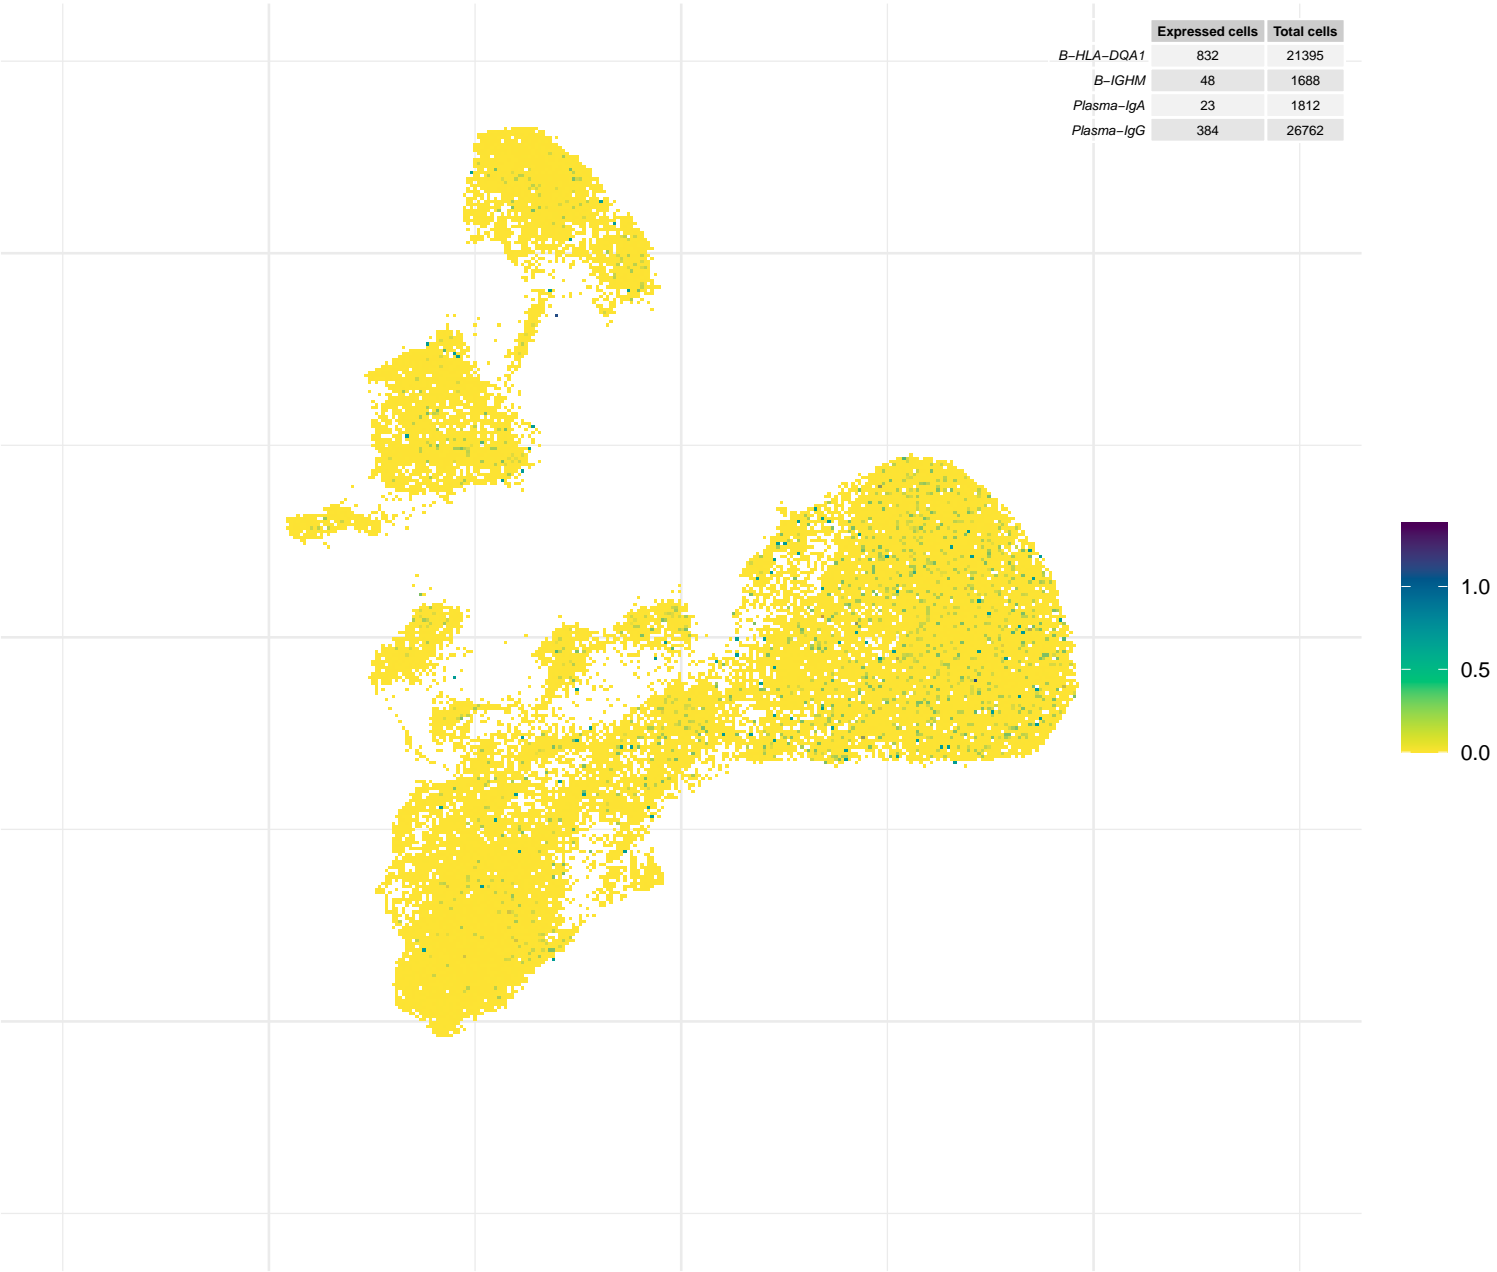 Expressed cells Total cells
B−HLA−DQA1 832 21395
B−IGHM 48 1688
Plasma−IgA 23 1812
Plasma−IgG 384 26762
1.0
0.5
0.0